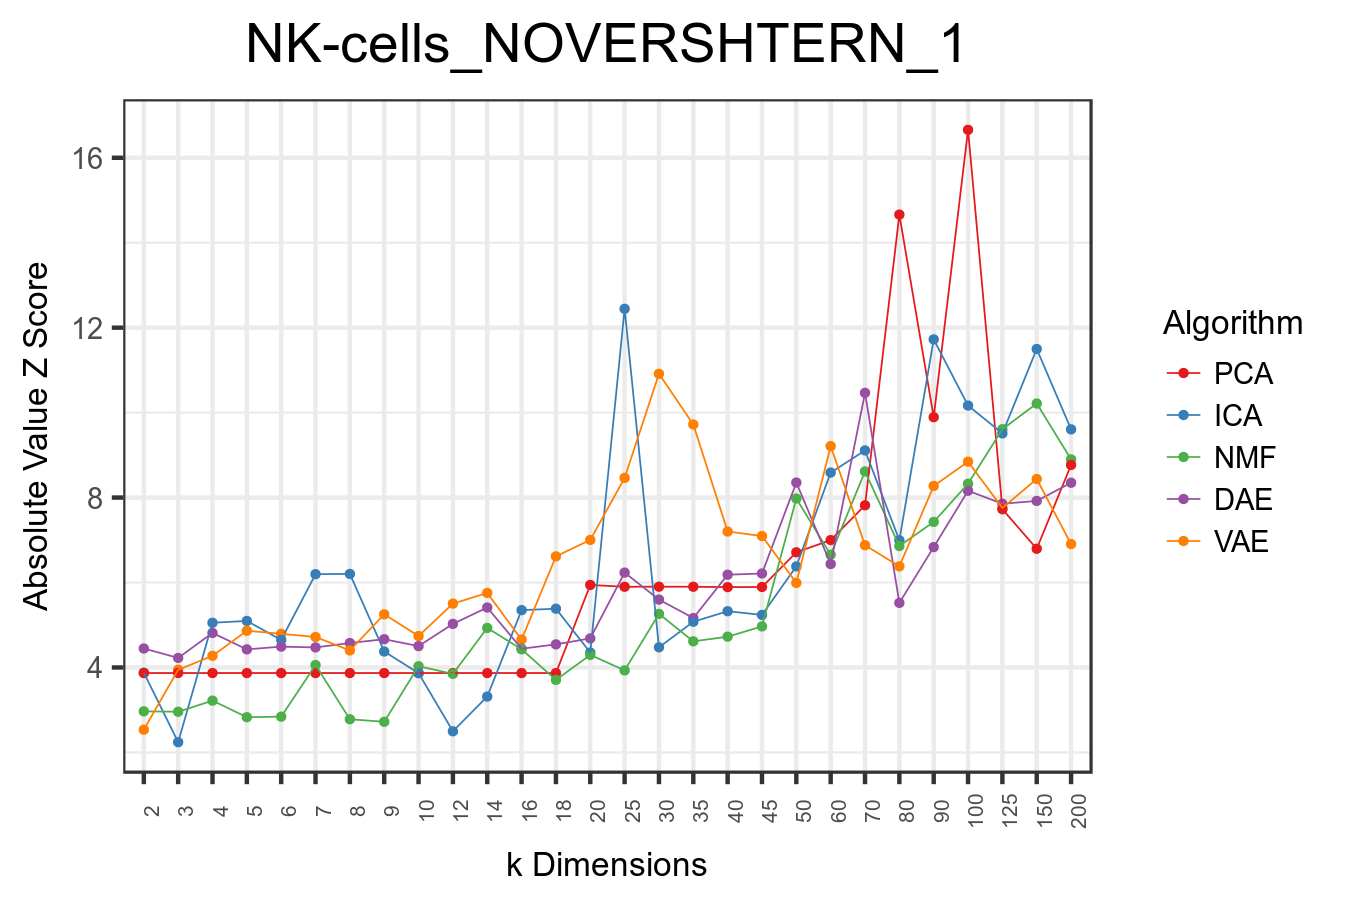 NK-cells_NOVERSHTERN_1
Absolute Value Z Score
16
12
8
4
2 3 4 5 6 7 8 9 10 12 14 16 18 20 25 30 35 40 45 50 60 70 80 90 100 125 150 200
k Dimensions
Algorithm
PCA
ICA
NMF
DAE
VAE